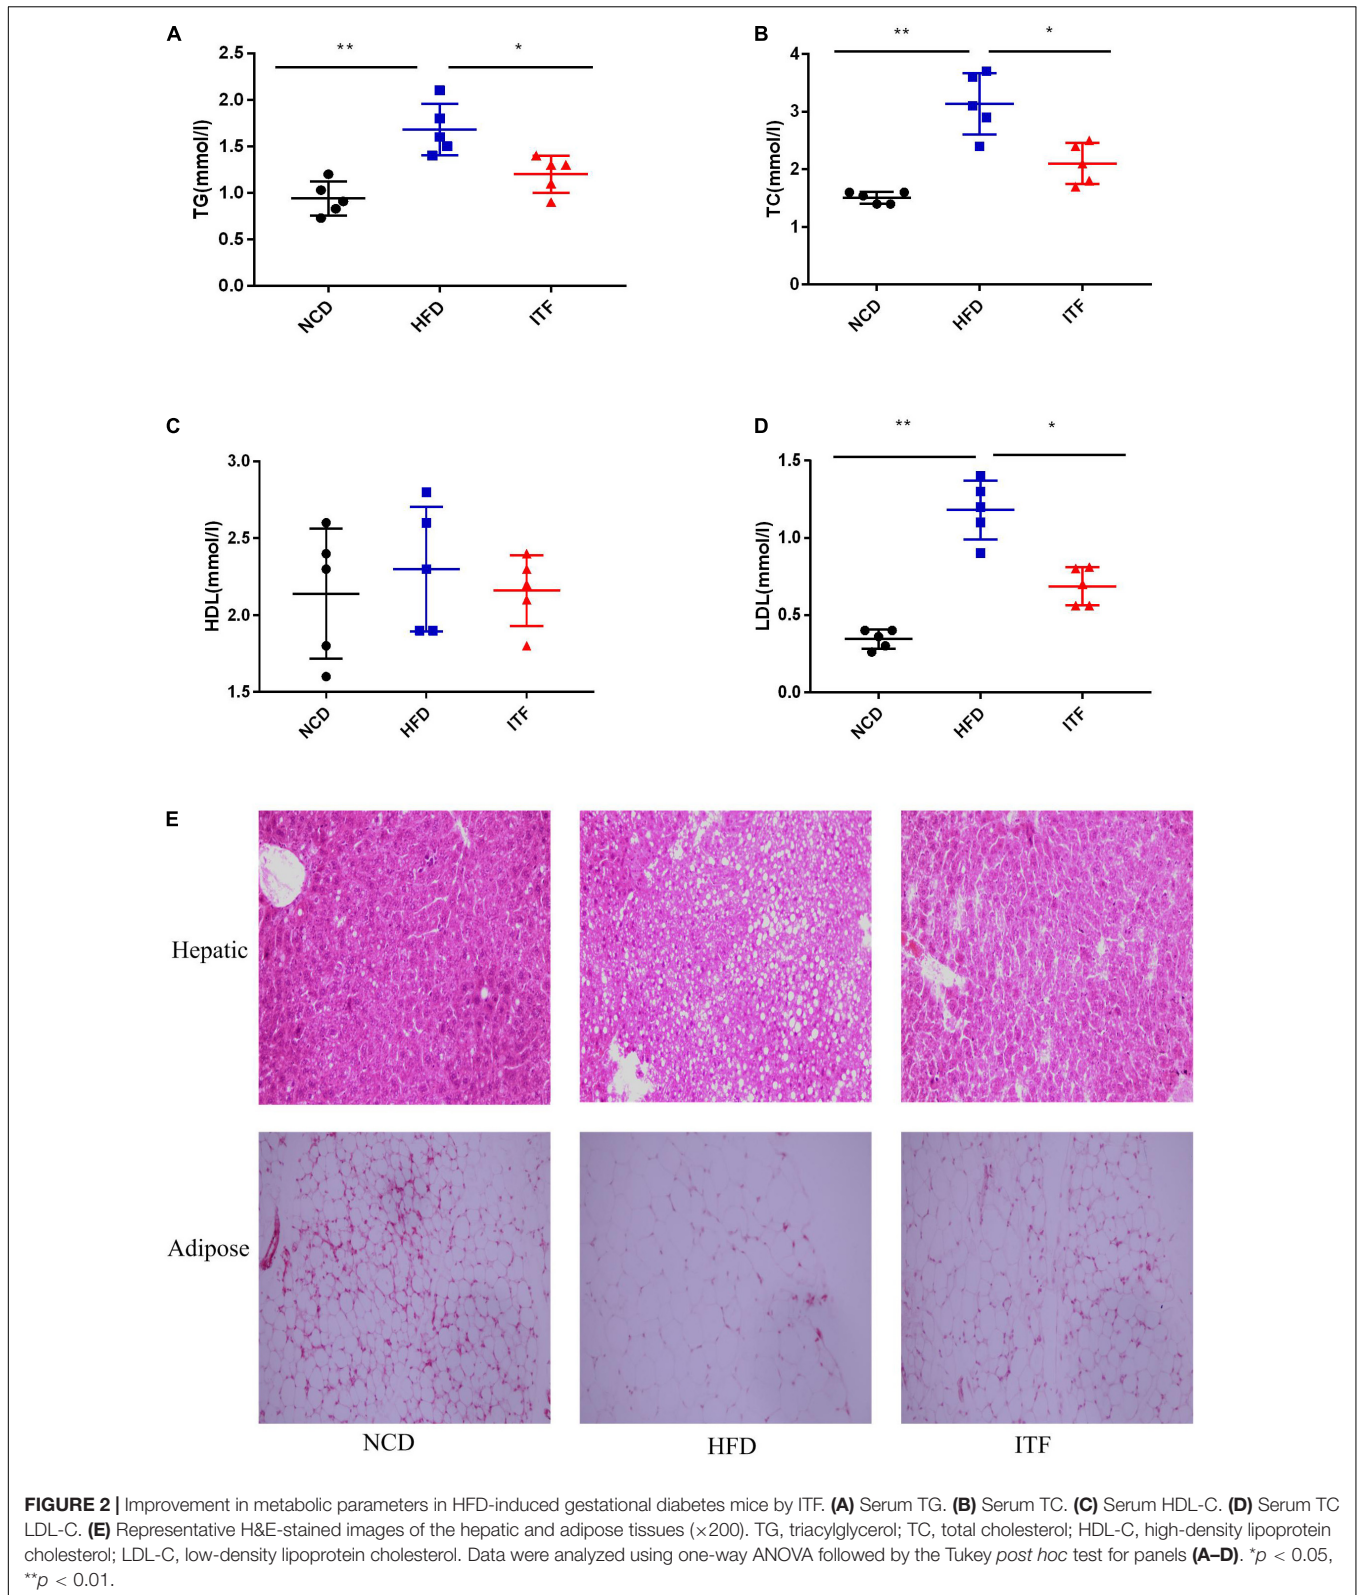 A
** *
2.5
2.0
1.5
1.0
0.5
0.0
TG(mmol/l)
NCD HFD ITF
B
** *
4
3
2
1
0
TC(mmol/l)
NCD HFD ITF
C
3.0
2.5
2.0
1.5
HDL(mmol/l)
NCD HFD ITF
D
** *
1.5
1.0
0.5
0.0
LDL(mmol/l)
NCD HFD ITF
E
Hepatic
Adipose
NCD HFD ITF
FIGURE 2 | Improvement in metabolic parameters in HFD-induced gestational diabetes mice by ITF. (A) Serum TG. (B) Serum TC. (C) Serum HDL-C. (D) Serum TC
LDL-C. (E) Representative H&E-stained images of the hepatic and adipose tissues (×200). TG, triacylglycerol; TC, total cholesterol; HDL-C, high-density lipoprotein
cholesterol; LDL-C, low-density lipoprotein cholesterol. Data were analyzed using one-way ANOVA followed by the Tukey post hoc test for panels (A–D). *p < 0.05,
**p < 0.01.